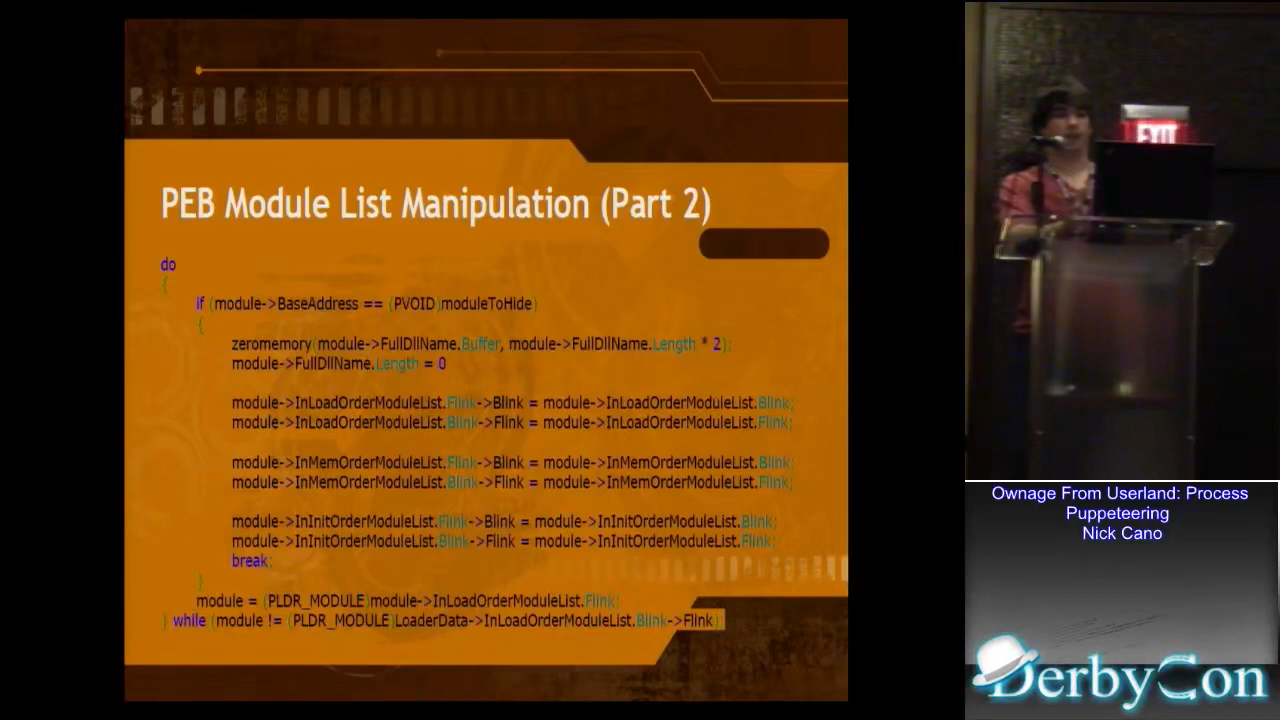 PEB Module List Manipulation (Part 2)
do
{
if (module->BaseAddress == (PVOID)moduleToHide)
{
zeromemory(module->FullDllName.Buffer, module->FullDllName.Length * 2);
module->FullDllName.Length = 0
module->InLoadOrderModuleList.Flink->Blink = module->InLoadOrderModuleList.Blink;
module->InLoadOrderModuleList.Blink->Flink = module->InLoadOrderModuleList.Flink;
module->InMemOrderModuleList.Flink->Blink = module->InMemOrderModuleList.Blink;
module->InMemOrderModuleList.Blink->Flink = module->InMemOrderModuleList.Flink;
module->InInitOrderModuleList.Flink->Blink = module->InInitOrderModuleList.Blink;
module->InInitOrderModuleList.Blink->Flink = module->InInitOrderModuleList.Flink;
break;
}
module = (PLDR_MODULE)module->InLoadOrderModuleList.Flink;
} while (module != (PLDR_MODULE)LoaderData->InLoadOrderModuleList.Blink->Flink);
EXIT
Ownage From Userland: Process
Puppeteering
Nick Cano
DerbyCon